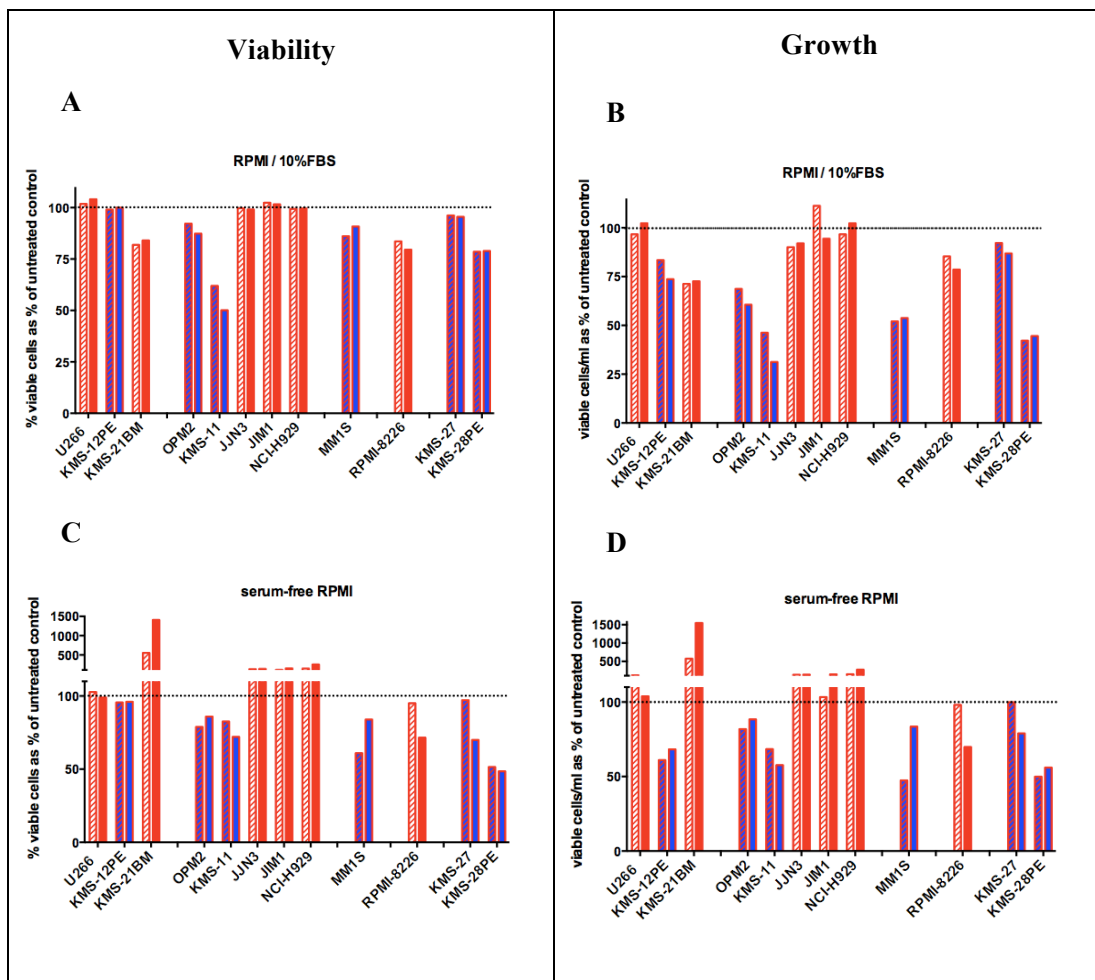 Viability
A
RPMI / 10%FBS
% viable cells as % of untreated control
100
75
50
25
0
U266
KMS-12PE
KMS-21BM
OPM2
KMS-11
JJN3
JIM1
NCI-H929
MM1S
RPMI-8226
KMS-27
KMS-28PE
Growth
B
RPMI / 10%FBS
viable cells/ml as % of untreated control
100
75
50
25
0
U266
KMS-12PE
KMS-21BM
OPM2
KMS-11
JJN3
JIM1
NCI-H929
MM1S
RPMI-8226
KMS-27
KMS-28PE
C
serum-free RPMI
% viable cells as % of untreated control
1500
1000
500
100
50
0
U266
KMS-12PE
KMS-21BM
OPM2
KMS-11
JJN3
JIM1
NCI-H929
MM1S
RPMI-8226
KMS-27
KMS-28PE
D
serum-free RPMI
viable cells/ml as % of untreated control
1500
1000
500
100
50
0
U266
KMS-12PE
KMS-21BM
OPM2
KMS-11
JJN3
JIM1
NCI-H929
MM1S
RPMI-8226
KMS-27
KMS-28PE